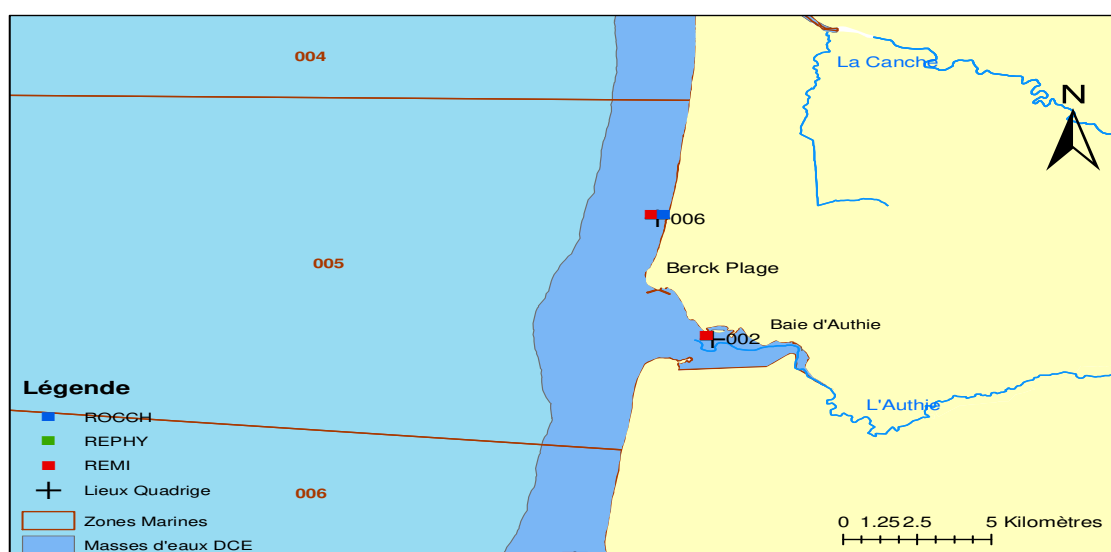 004
La Canche
N
006
005
Berck Plage
Baie d'Authie
002
Légende
ROCCH
REPHY
REMI
Lieux Quadrige
Zones Marines
Masses d'eaux DCE
L'Authie
006
0 1.252.5 5 Kilomètres